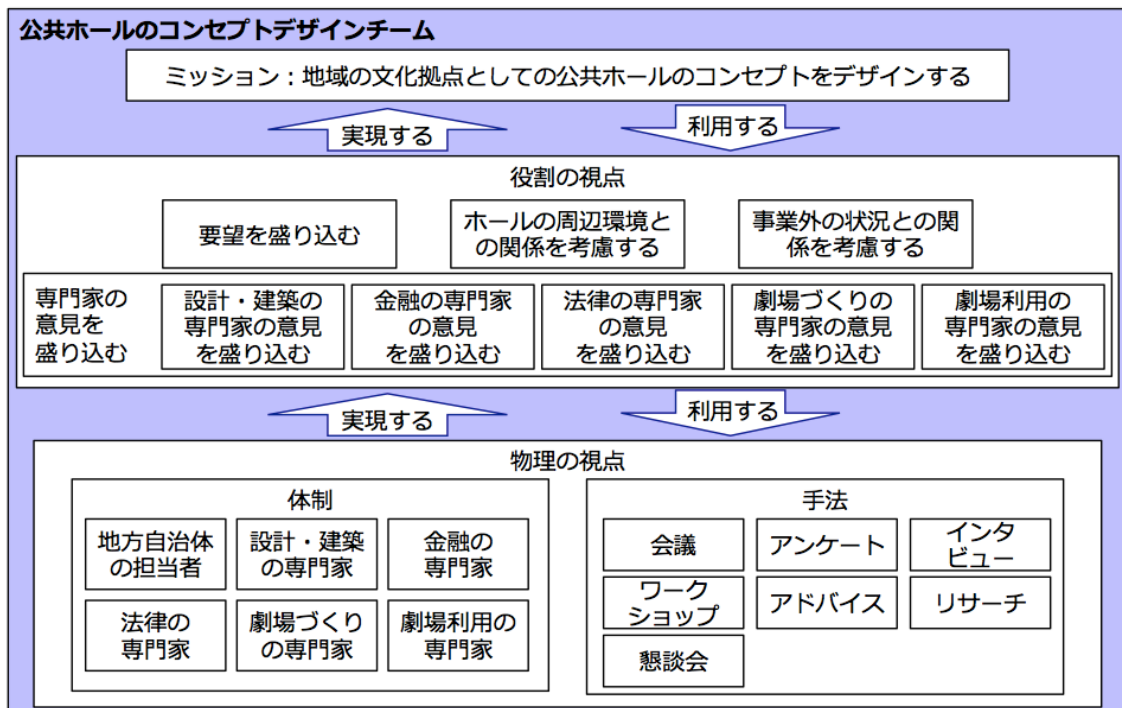 公共ホールのコンセプトデザインチーム
ミッション：地域の文化拠点としての公共ホールのコンセプトをデザインする
実現する
利用する
役割の視点
要望を盛り込む
ホールの周辺環境と
の関係を考慮する
事業外の状況との関
係を考慮する
専門家の
意見を
盛り込む
設計・建築の
専門家の意見
を盛り込む
金融の専門家
の意見
を盛り込む
法律の専門家
の意見
を盛り込む
劇場づくりの
専門家の意見
を盛り込む
劇場利用の
専門家の意見
を盛り込む
実現する
利用する
物理の視点
体制
地方自治体
の担当者
設計・建築
の専門家
金融の
専門家
法律の
専門家
劇場づくり
の専門家
劇場利用の
専門家
手法
会議
アンケート
インタ
ビュー
ワーク
ショップ
アドバイス
リサーチ
懇談会